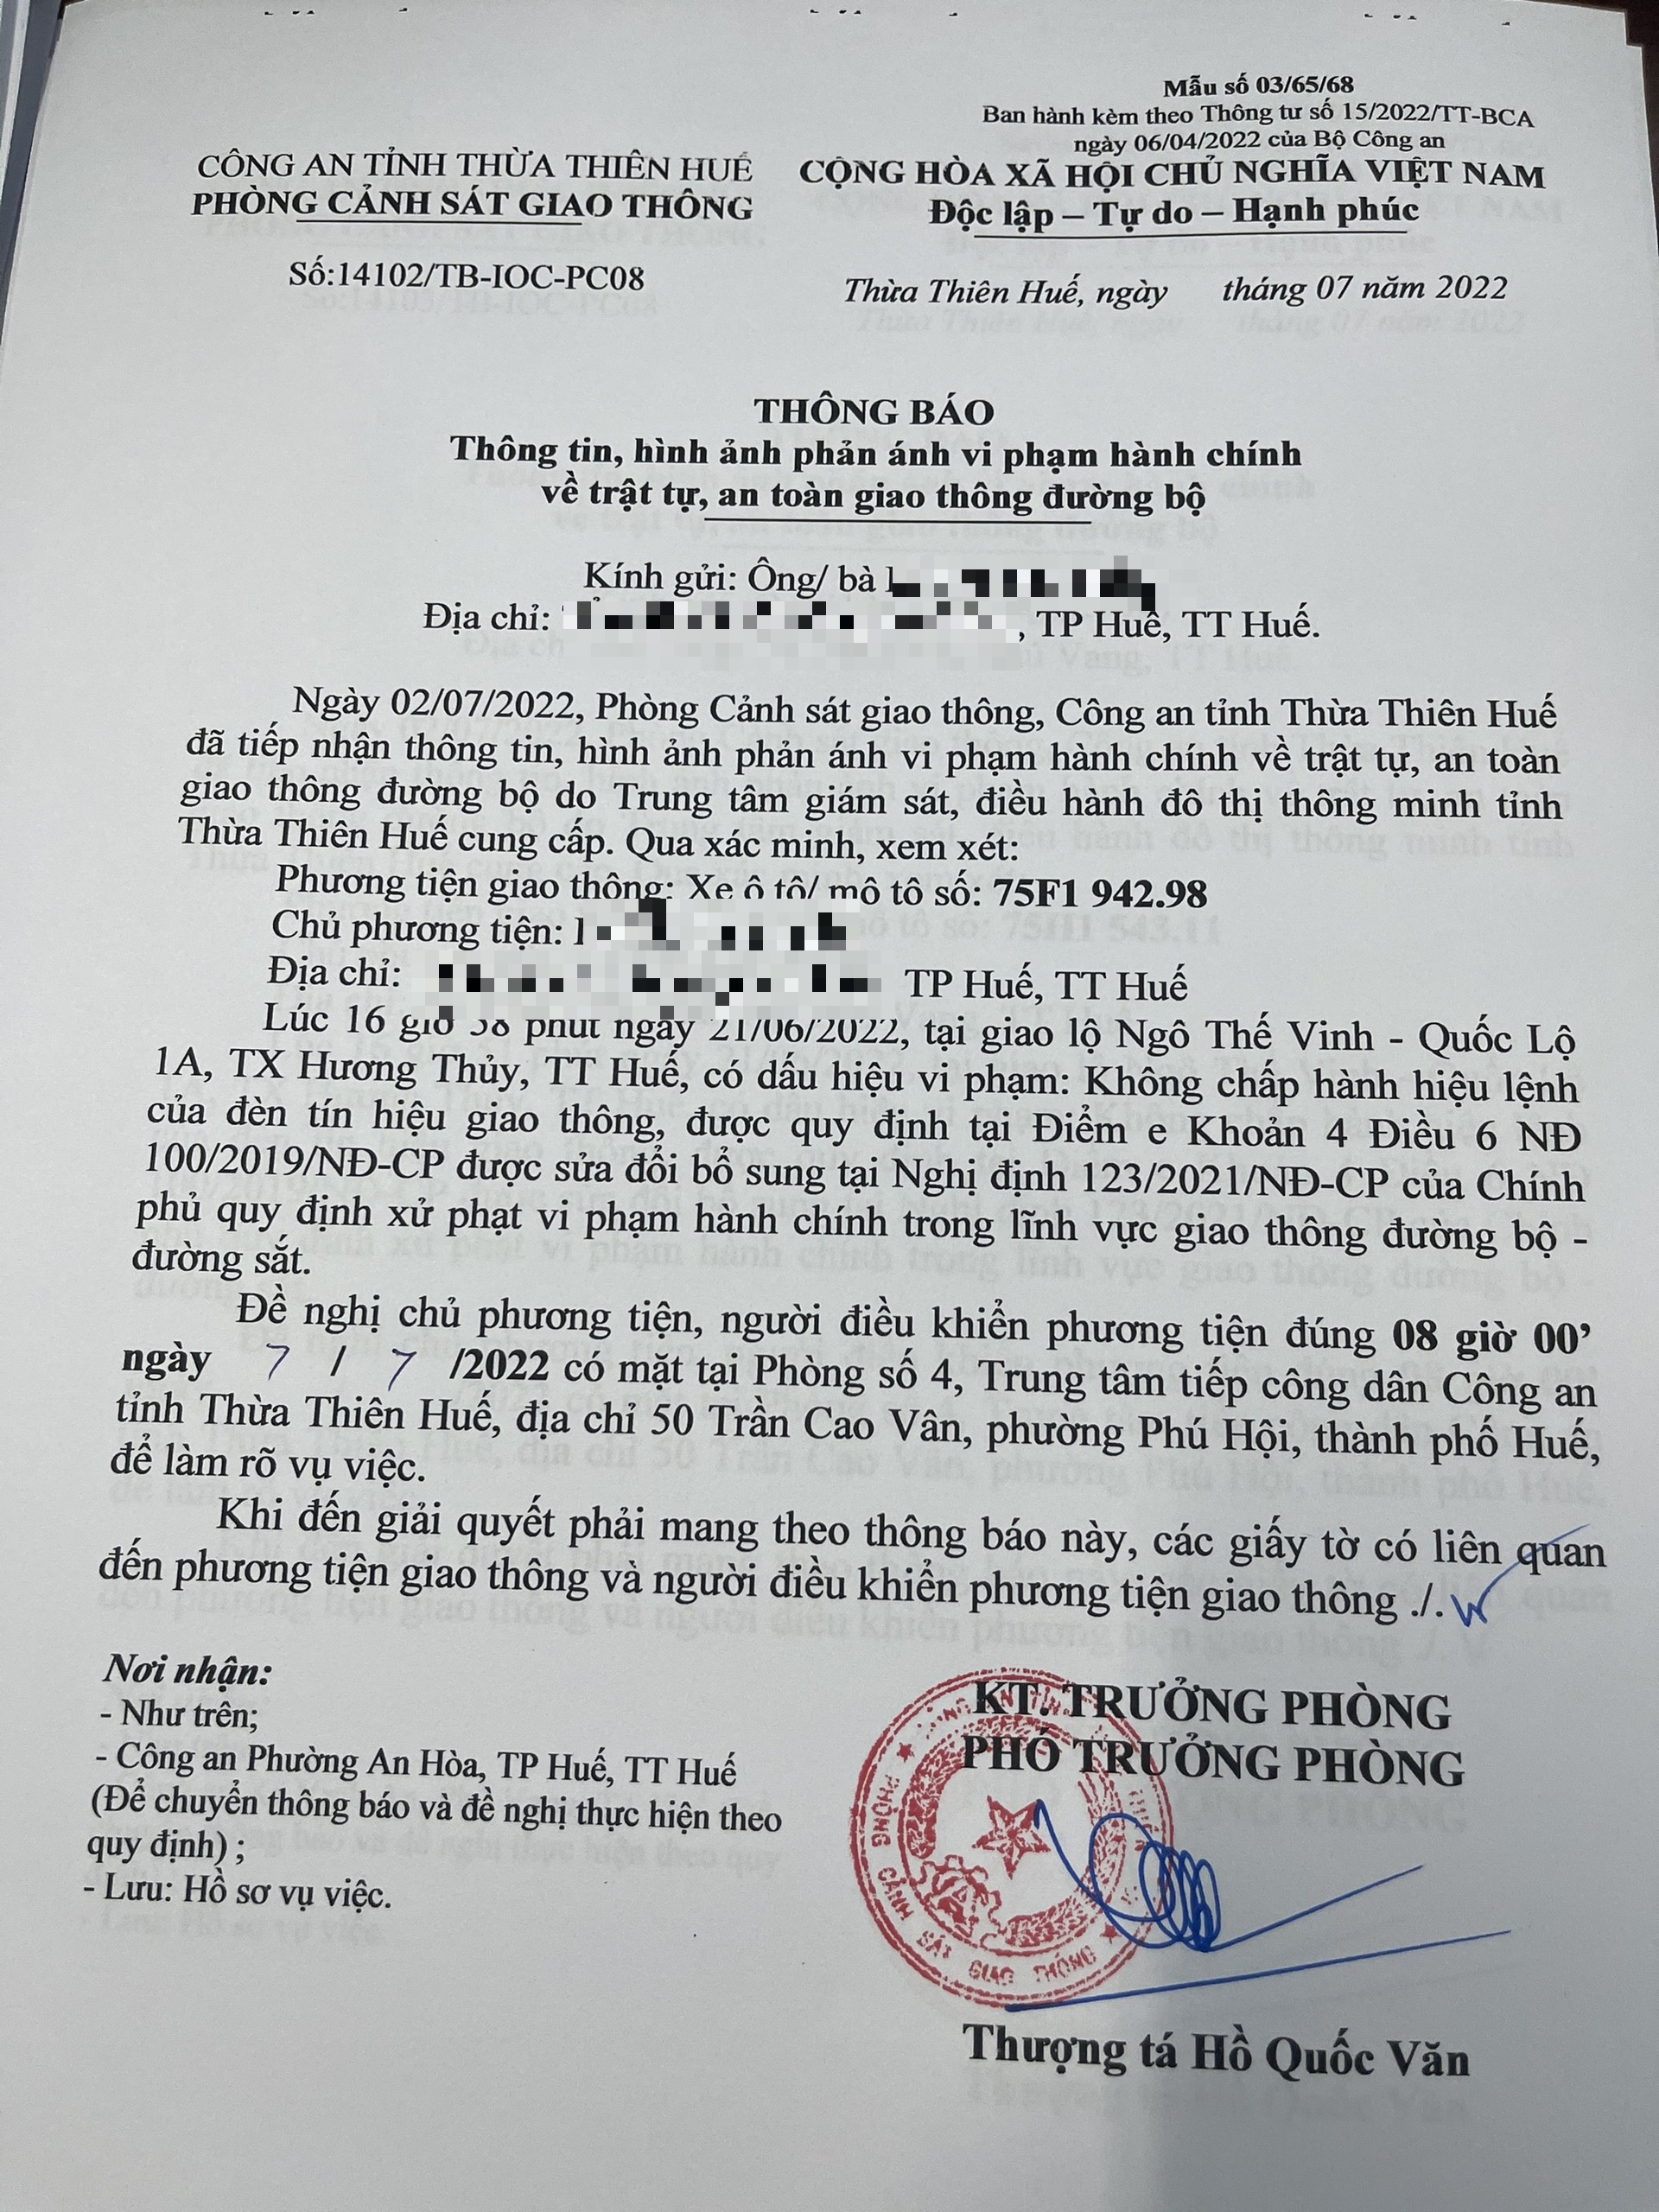 Mẫu số 03/65/68
Ban hành kèm theo Thông tư số 15/2022/TT-BCA
ngày 06/04/2022 của Bộ Công an
CÔNG AN TỈNH THỪA THIÊN HUẾ
PHÒNG CẢNH SÁT GIAO THÔNG
CỘNG HÒA XÃ HỘI CHỦ NGHĨA VIỆT NAM
Độc lập – Tự do – Hạnh phúc
Số:14102/TB-IOC-PC08
Thừa Thiên Huế, ngày tháng 07 năm 2022
THÔNG BÁO
Thông tin, hình ảnh phản ánh vi phạm hành chính
về trật tự, an toàn giao thông đường bộ
Kính gửi: Ông/ bà
Địa chỉ: , TP Huế, TT Huế.
Ngày 02/07/2022, Phòng Cảnh sát giao thông, Công an tỉnh Thừa Thiên Huế
đã tiếp nhận thông tin, hình ảnh phản ánh vi phạm hành chính về trật tự, an toàn
giao thông đường bộ do Trung tâm giám sát, điều hành đô thị thông minh tỉnh
Thừa Thiên Huế cung cấp. Qua xác minh, xem xét:
Phương tiện giao thông: Xe ô tô/ mô tô số: 75F1 942.98
Chủ phương tiện:
Địa chỉ: TP Huế, TT Huế
Lúc 16 giờ 58 phút ngày 21/06/2022, tại giao lộ Ngô Thế Vinh - Quốc Lộ
1A, TX Hương Thủy, TT Huế, có dấu hiệu vi phạm: Không chấp hành hiệu lệnh
của đèn tín hiệu giao thông, được quy định tại Điểm e Khoản 4 Điều 6 NĐ
100/2019/NĐ-CP được sửa đổi bổ sung tại Nghị định 123/2021/NĐ-CP của Chính
phủ quy định xử phạt vi phạm hành chính trong lĩnh vực giao thông đường bộ -
đường sắt.
Đề nghị chủ phương tiện, người điều khiển phương tiện đúng 08 giờ 00’
ngày 7 / 7 /2022 có mặt tại Phòng số 4, Trung tâm tiếp công dân Công an
tỉnh Thừa Thiên Huế, địa chỉ 50 Trần Cao Vân, phường Phú Hội, thành phố Huế,
để làm rõ vụ việc.
Khi đến giải quyết phải mang theo thông báo này, các giấy tờ có liên quan
đến phương tiện giao thông và người điều khiển phương tiện giao thông ./.
Nơi nhận:
- Như trên;
- Công an Phường An Hòa, TP Huế, TT Huế
(Để chuyển thông báo và đề nghị thực hiện theo
quy định) ;
- Lưu: Hồ sơ vụ việc.
KT. TRƯỞNG PHÒNG
PHÓ TRƯỞNG PHÒNG
PHÒNG CẢNH SÁT GIAO THÔNG
Thượng tá Hồ Quốc Văn